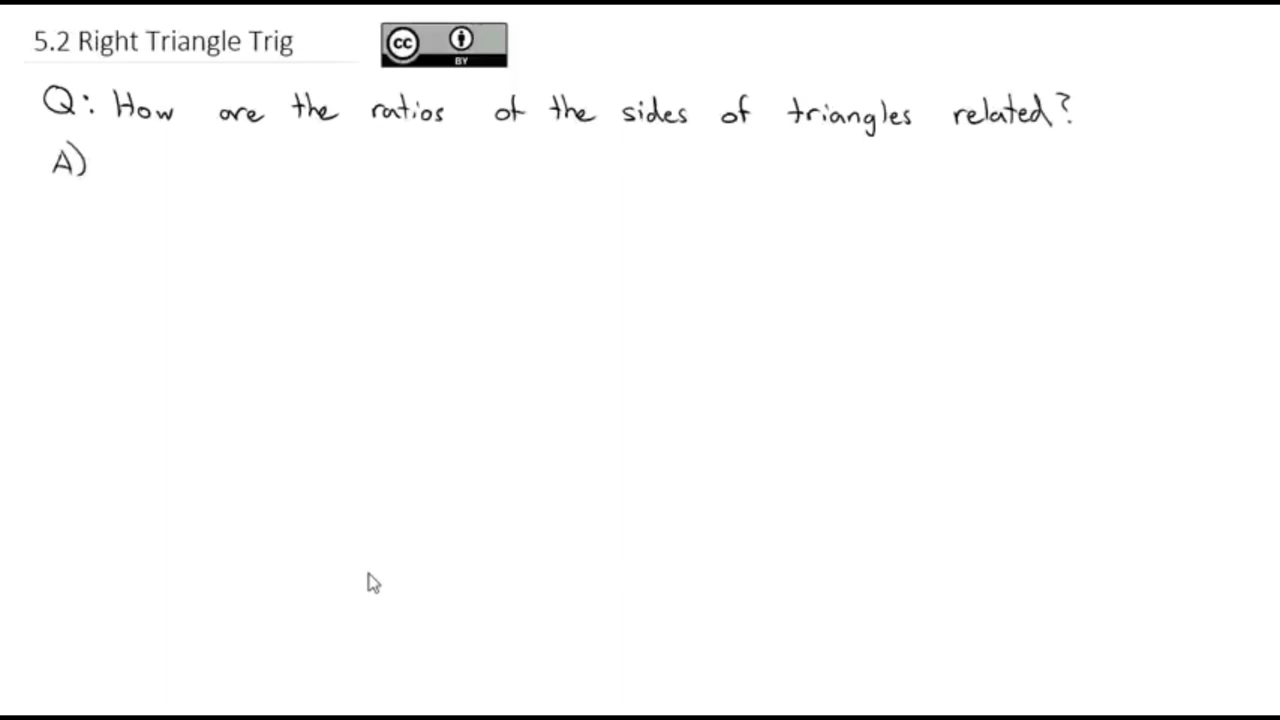 5.2 Right Triangle Trig
cc BY
Q: How are the ratios of the sides of triangles related?
A)